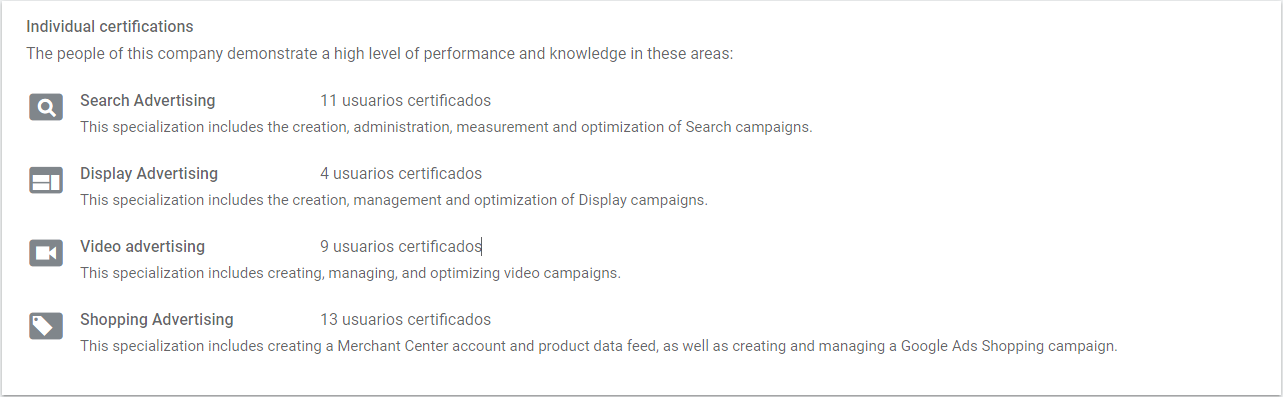 Individual certifications
The people of this company demonstrate a high level of performance and knowledge in these areas:
Search Advertising 11 usuarios certificados
This specialization includes the creation, administration, measurement and optimization of Search campaigns.
Display Advertising 4 usuarios certificados
This specialization includes the creation, management and optimization of Display campaigns.
Video advertising 9 usuarios certificados
This specialization includes creating, managing, and optimizing video campaigns.
Shopping Advertising 13 usuarios certificados
This specialization includes creating a Merchant Center account and product data feed, as well as creating and managing a Google Ads Shopping campaign.